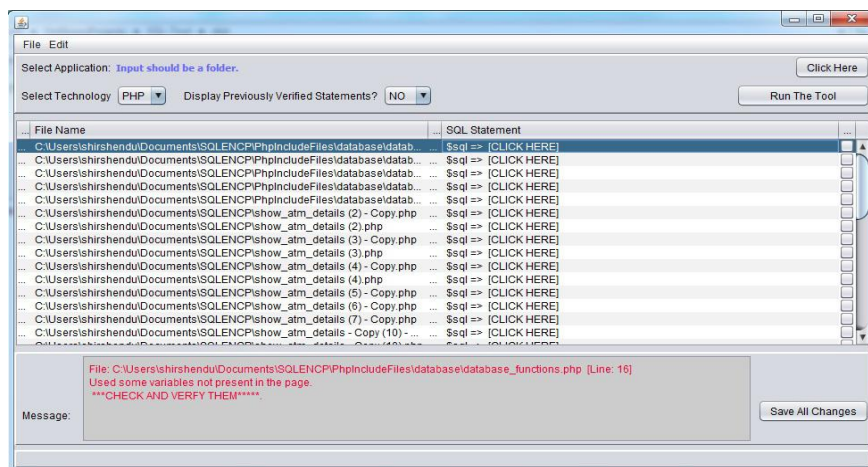 File Edit
Select Application: Input should be a folder.
Click Here
Select Technology PHP Display Previously Verified Statements? NO
Run The Tool
... File Name ... SQL Statement ...
... C:\Users\shirshendu\Documents\SQLENCP\PhpIncludeFiles\database\datab... ... $sql => [CLICK HERE]
... C:\Users\shirshendu\Documents\SQLENCP\PhpIncludeFiles\database\datab... ... $sql => [CLICK HERE]
... C:\Users\shirshendu\Documents\SQLENCP\PhpIncludeFiles\database\datab... ... $sql => [CLICK HERE]
... C:\Users\shirshendu\Documents\SQLENCP\PhpIncludeFiles\database\datab... ... $sql => [CLICK HERE]
... C:\Users\shirshendu\Documents\SQLENCP\PhpIncludeFiles\database\datab... ... $sql => [CLICK HERE]
... C:\Users\shirshendu\Documents\SQLENCP\show_atm_details (2) - Copy.php ... $sql => [CLICK HERE]
... C:\Users\shirshendu\Documents\SQLENCP\show_atm_details (2).php ... $sql => [CLICK HERE]
... C:\Users\shirshendu\Documents\SQLENCP\show_atm_details (3) - Copy.php ... $sql => [CLICK HERE]
... C:\Users\shirshendu\Documents\SQLENCP\show_atm_details (3).php ... $sql => [CLICK HERE]
... C:\Users\shirshendu\Documents\SQLENCP\show_atm_details (4) - Copy.php ... $sql => [CLICK HERE]
... C:\Users\shirshendu\Documents\SQLENCP\show_atm_details (4).php ... $sql => [CLICK HERE]
... C:\Users\shirshendu\Documents\SQLENCP\show_atm_details (5) - Copy.php ... $sql => [CLICK HERE]
... C:\Users\shirshendu\Documents\SQLENCP\show_atm_details (6) - Copy.php ... $sql => [CLICK HERE]
... C:\Users\shirshendu\Documents\SQLENCP\show_atm_details (7) - Copy.php ... $sql => [CLICK HERE]
... C:\Users\shirshendu\Documents\SQLENCP\show_atm_details - Copy (10) - ... ... $sql => [CLICK HERE]
File: C:\Users\shirshendu\Documents\SQLENCP\PhpIncludeFiles\database\database_functions.php [Line: 16]
Used some variables not present in the page.
***CHECK AND VERFY THEM*****.
Message:
Save All Changes